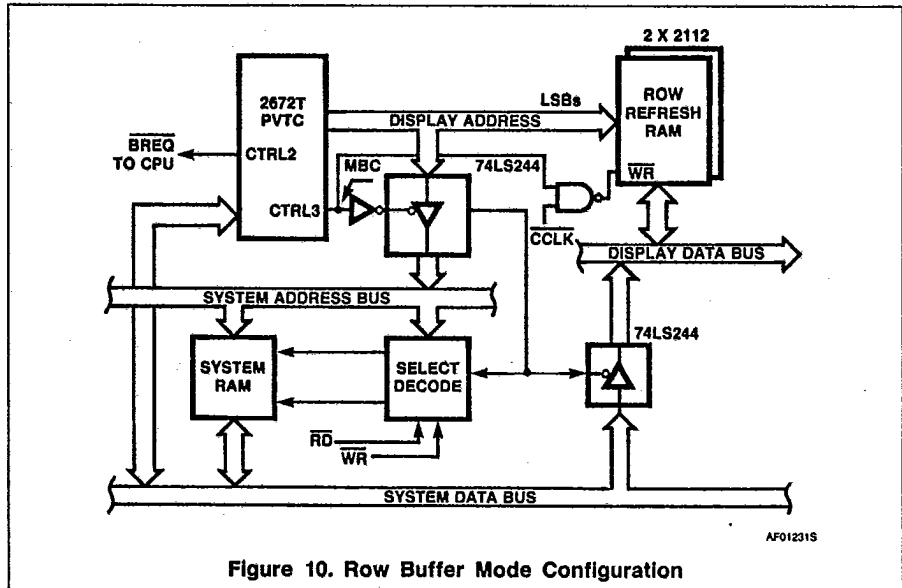 2 X 2112
2672T
PVTC
LSBs
ROW
REFRESH
RAM
DISPLAY ADDRESS
BREQ
TO CPU
CTRL2
MBC
74LS244
WR
CTRL3
CCLK
DISPLAY DATA BUS
SYSTEM ADDRESS BUS
74LS244
SYSTEM
RAM
SELECT
DECODE
RD
WR
SYSTEM DATA BUS
AF01231S
Figure 10. Row Buffer Mode Configuration